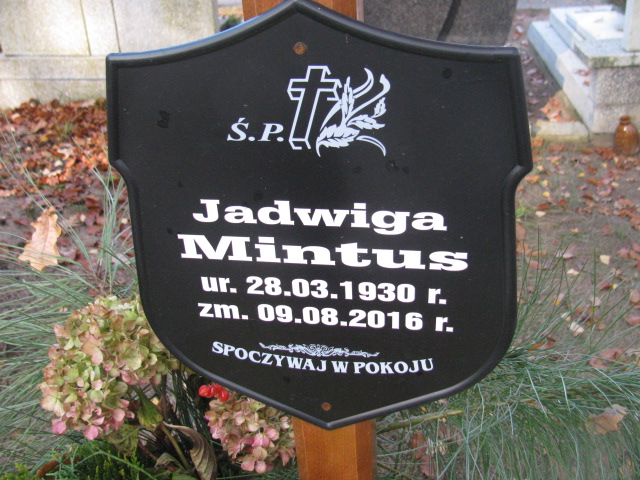 Ś.P.
Jadwiga
Mintus
ur. 28.03.1930 r.
zm. 09.08.2016 r.
SPOCZYWAJ W POKOJU